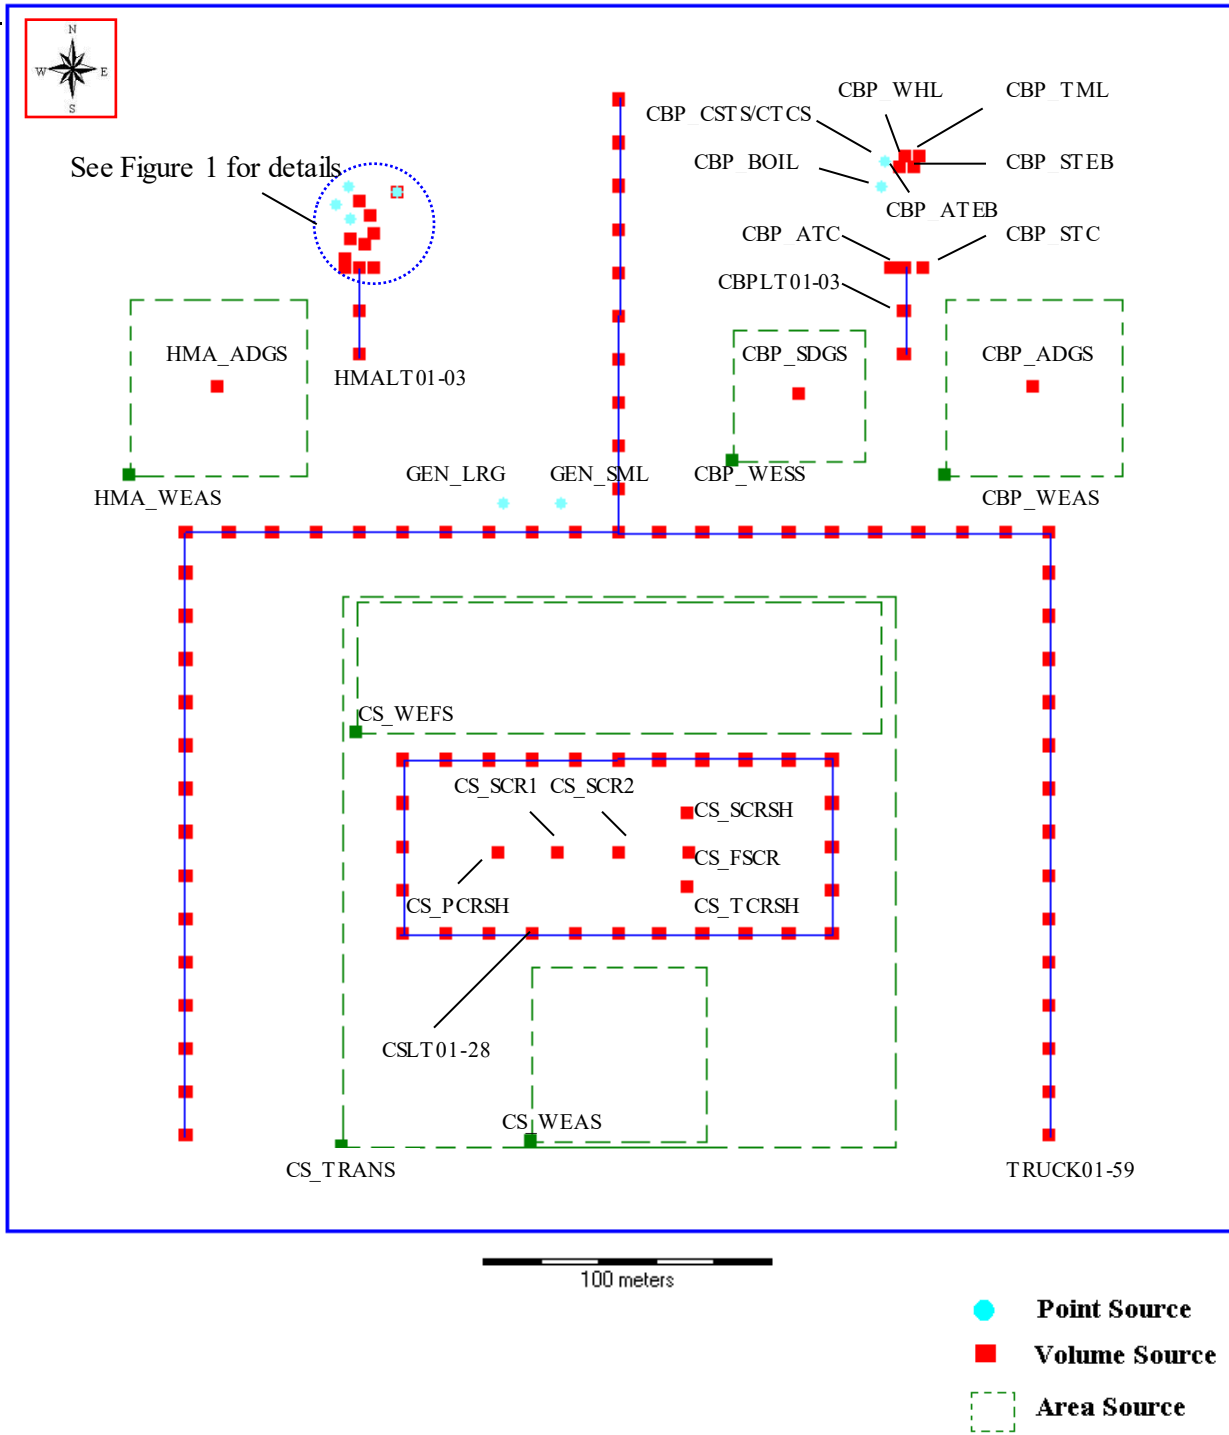 N
W E
S
CBP_WHL
CBP_TML
CBP_CSTS/CTCS
See Figure 1 for details
CBP_BOIL
CBP_STEB
CBP_ATEB
CBP_ATC
CBP_STC
CBPLT01-03
HMA_ADGS
CBP_SDGS
CBP_ADGS
HMALT01-03
GEN_LRG
GEN_SML
CBP_WESS
HMA_WEAS
CBP_WEAS
CS_WEFS
CS_SCR1
CS_SCR2
CS_SCRSH
CS_FSCR
CS_PCRSH
CS_TCRSH
CSLT01-28
CS_WEAS
CS_TRANS
TRUCK01-59
100 meters
Point Source
Volume Source
Area Source